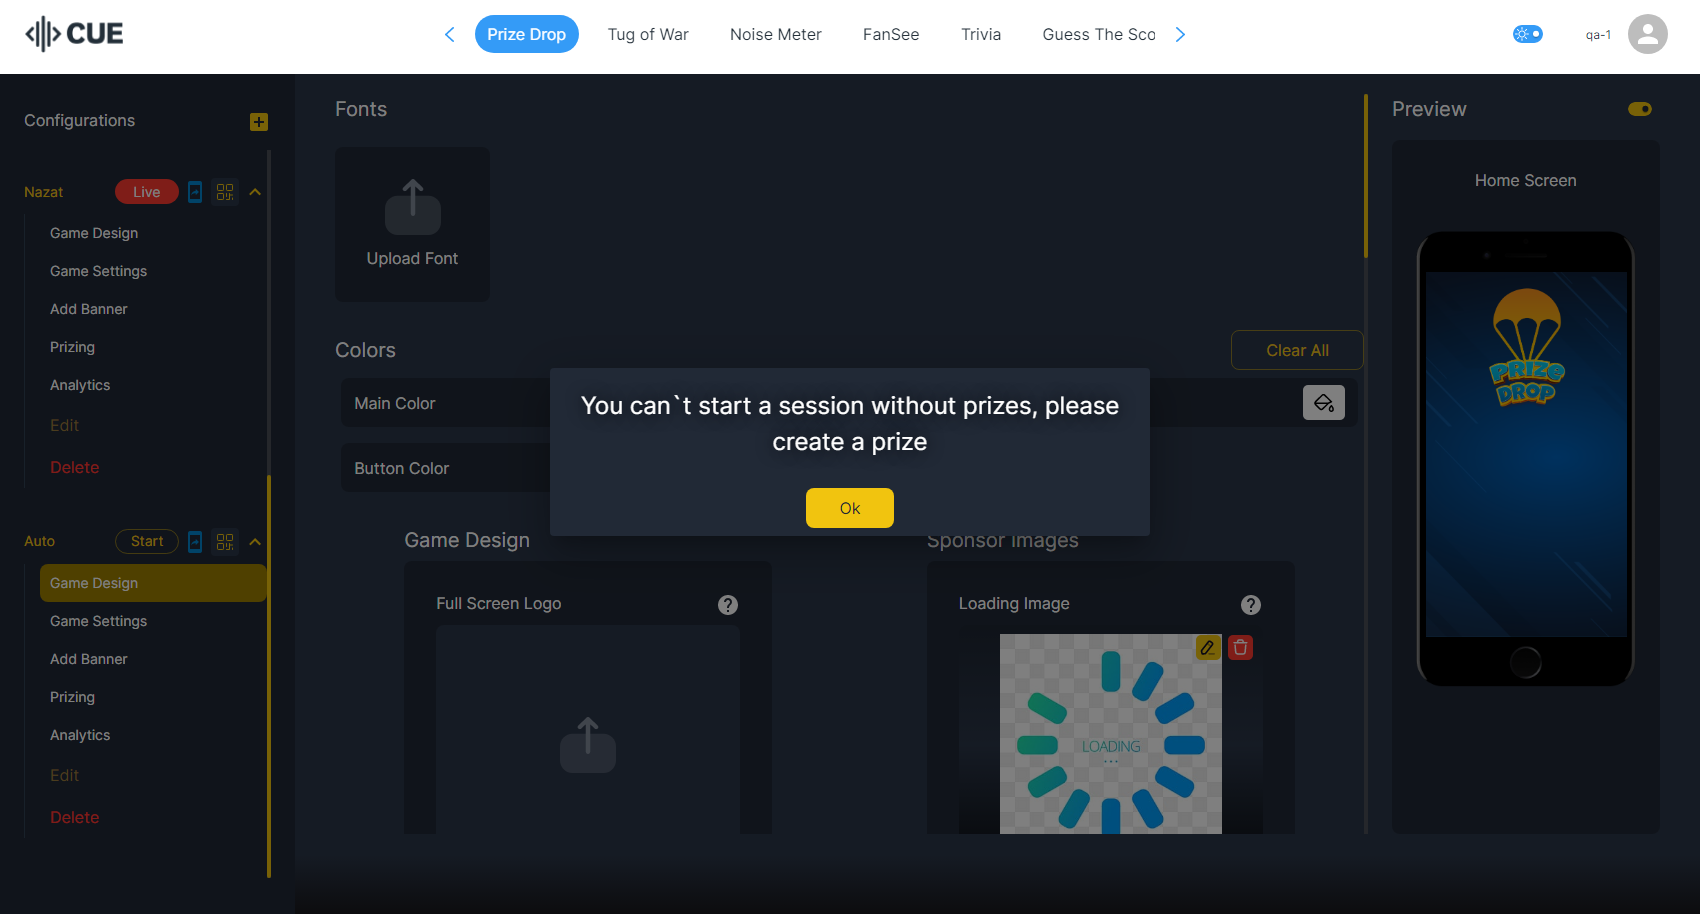 CUE
Prize Drop
Tug of War
Noise Meter
FanSee
Trivia
Guess The Sco
qa-1
Configurations
Nazat
Live
Game Design
Game Settings
Add Banner
Prizing
Analytics
Edit
Delete
Auto
Start
Game Design
Game Settings
Add Banner
Prizing
Analytics
Edit
Delete
Fonts
Upload Font
Colors
Clear All
Main Color
Button Color
You can`t start a session without prizes, please
create a prize
Ok
Game Design
Full Screen Logo
?
Sponsor Images
Loading Image
?
LOADING
...
Preview
Home Screen
PRIZE
DROP